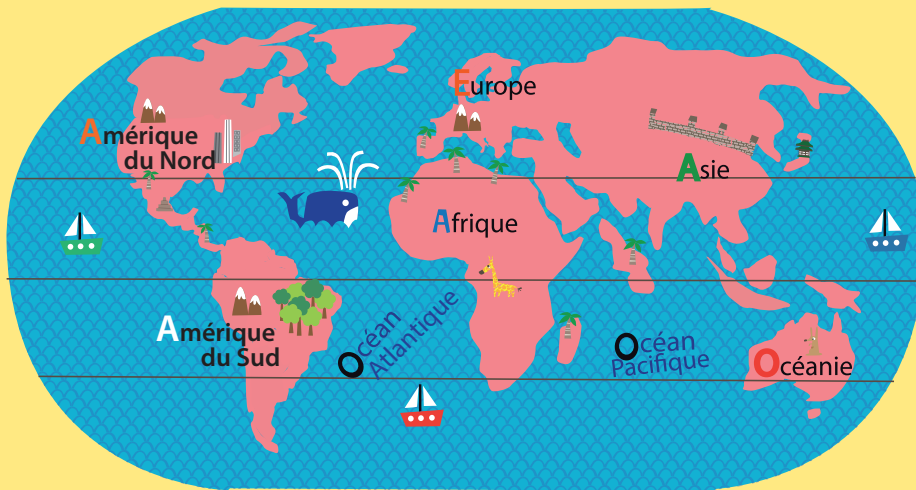 Europe
Amérique
du Nord
Asie
Afrique
Amérique
du Sud
Océan
Atlantique
Océan
Pacifique
Océanie